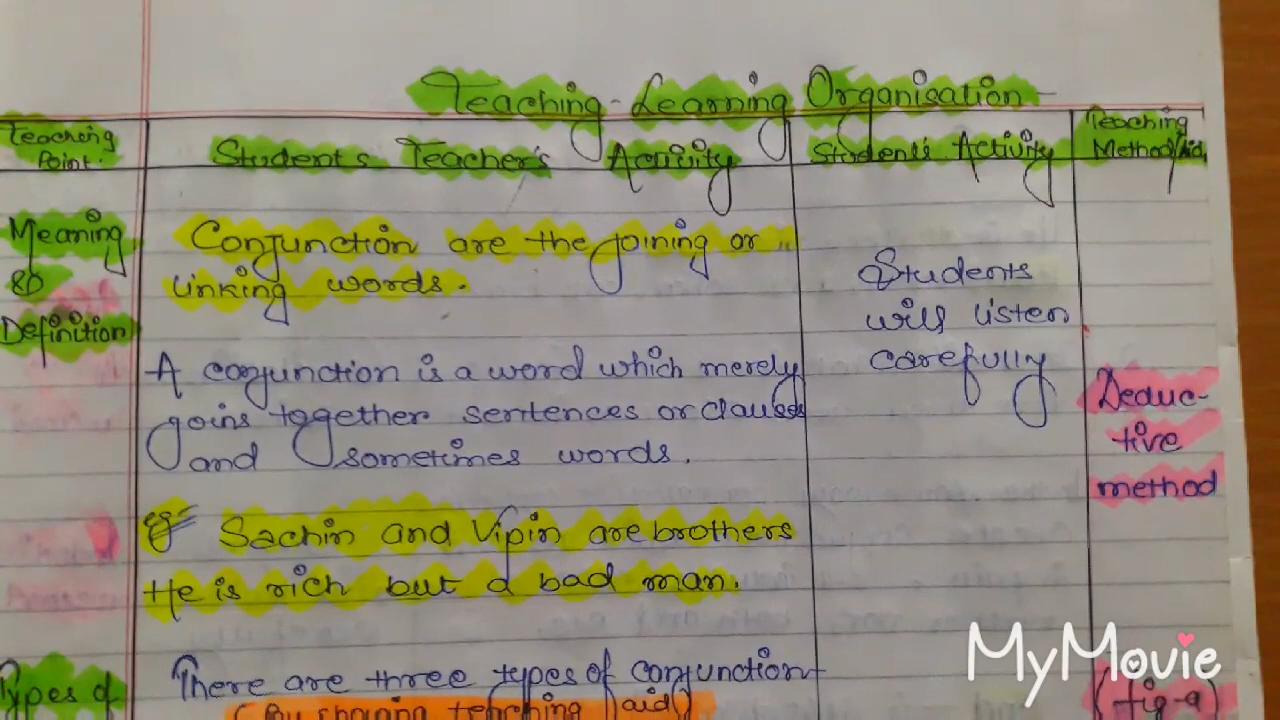 Teaching-Learning Organisation
Teaching
Point.
Student's Teacher's Activity
Student's Activity
Teaching
Method/Aid
Meaning
&
Definition
Conjunction are the joining or
linking words.
A conjunction is a word which merely
joins together sentences or clauses
and sometimes words.
eg-
Sachin and Vipin are brothers
He is rich but a bad man.
Students
will listen
carefully
Deduc-
tive
method
Types of
There are three types of conjunction
(By showing teaching aid)
(fig-a)
MyMovie